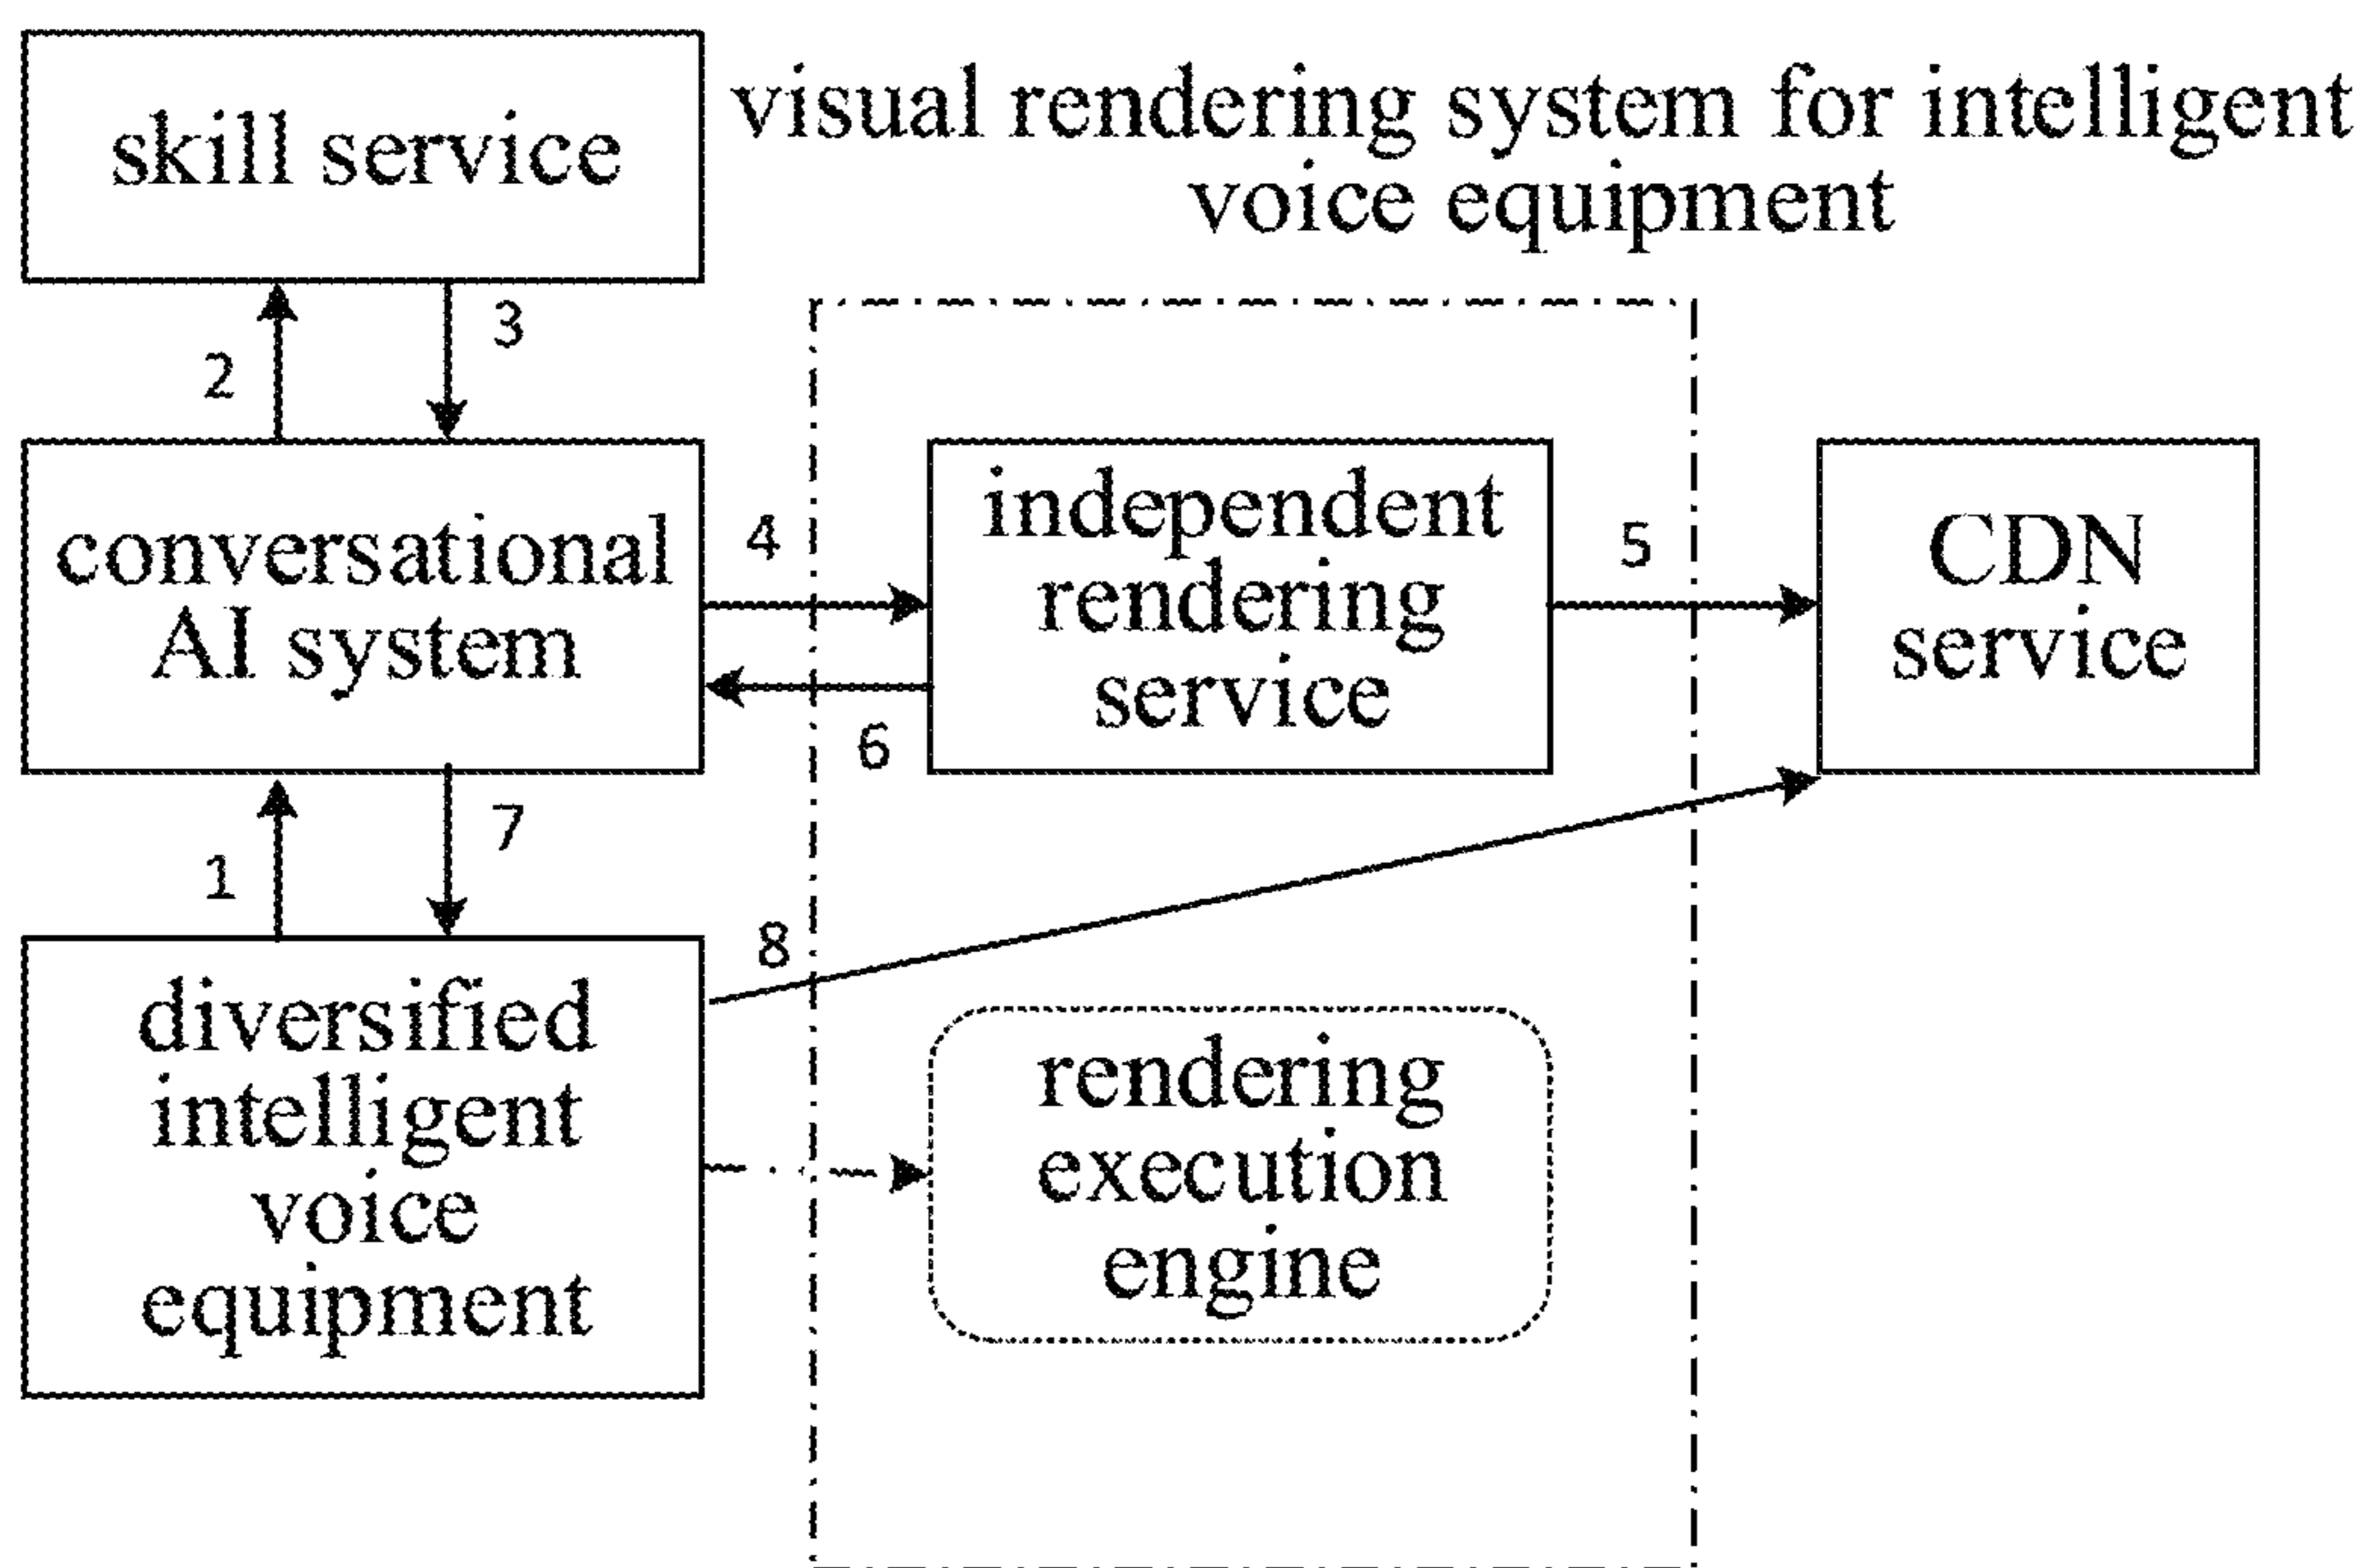 skill service
visual rendering system for intelligent
voice equipment
2
3
conversational
AI system
4
independent
rendering
service
5
CDN
service
6
1
7
8
diversified
intelligent
voice
equipment
rendering
execution
engine